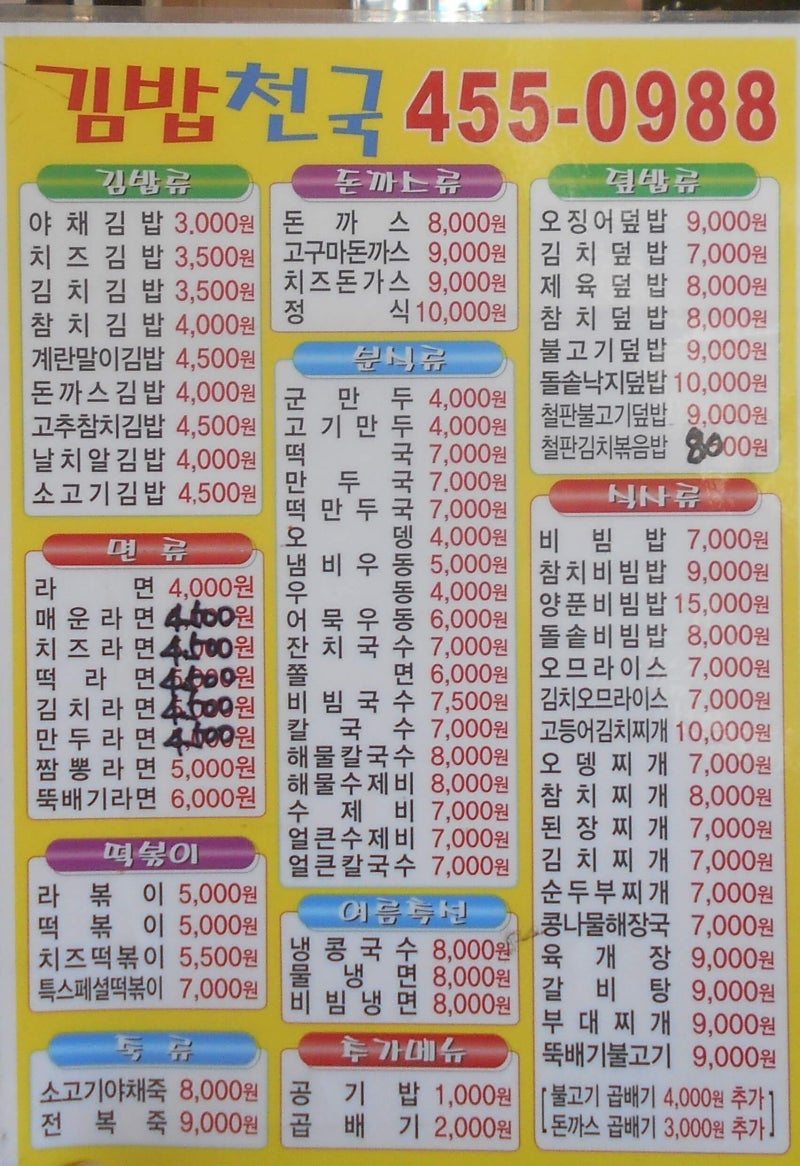 김밥천국 455-0988
김밥류
야채김밥 3,000원
치즈김밥 3,500원
김치김밥 3,500원
참치김밥 4,000원
계란말이김밥 4,500원
돈까스김밥 4,000원
고추참치김밥 4,500원
날치알김밥 4,000원
소고기김밥 4,500원
면류
라면 4,000원
매운라면 4,500원
치즈라면 4,500원
떡라면 4,500원
김치라면 4,500원
만두라면 4,500원
짬뽕라면 5,000원
뚝배기라면 6,000원
떡볶이
라볶이 5,000원
떡볶이 5,000원
치즈떡볶이 5,500원
특스페셜떡볶이 7,000원
죽류
소고기야채죽 8,000원
전복죽 9,000원
돈까스류
돈까스 8,000원
고구마돈까스 9,000원
치즈돈가스 9,000원
정식 10,000원
분식류
군만두 4,000원
고기만두 4,000원
떡국 7,000원
만두국 7,000원
떡만두국 7,000원
오뎅 4,000원
냄비우동 5,000원
우동 4,000원
어묵우동 6,000원
잔치국수 7,000원
쫄면 6,000원
비빔국수 7,500원
칼국수 7,000원
해물칼국수 8,000원
해물수제비 8,000원
수제비 7,000원
얼큰수제비 7,000원
얼큰칼국수 7,000원
여름특선
냉콩국수 8,000원
물냉면 8,000원
비빔냉면 8,000원
추가메뉴
공기밥 1,000원
곱배기 2,000원
덮밥류
오징어덮밥 9,000원
김치덮밥 7,000원
제육덮밥 8,000원
참치덮밥 8,000원
불고기덮밥 9,000원
돌솥낙지덮밥 10,000원
철판불고기덮밥 9,000원
철판김치볶음밥 8000원
식사류
비빔밥 7,000원
참치비빔밥 9,000원
양푼비빔밥 15,000원
돌솥비빔밥 8,000원
오므라이스 7,000원
김치오므라이스 7,000원
고등어김치찌개 10,000원
오뎅찌개 7,000원
참치찌개 8,000원
된장찌개 7,000원
김치찌개 7,000원
순두부찌개 7,000원
콩나물해장국 7,000원
육개장 9,000원
갈비탕 9,000원
부대찌개 9,000원
뚝배기불고기 9,000원
[불고기 곱배기 4,000원 추가]
[돈까스 곱배기 3,000원 추가]